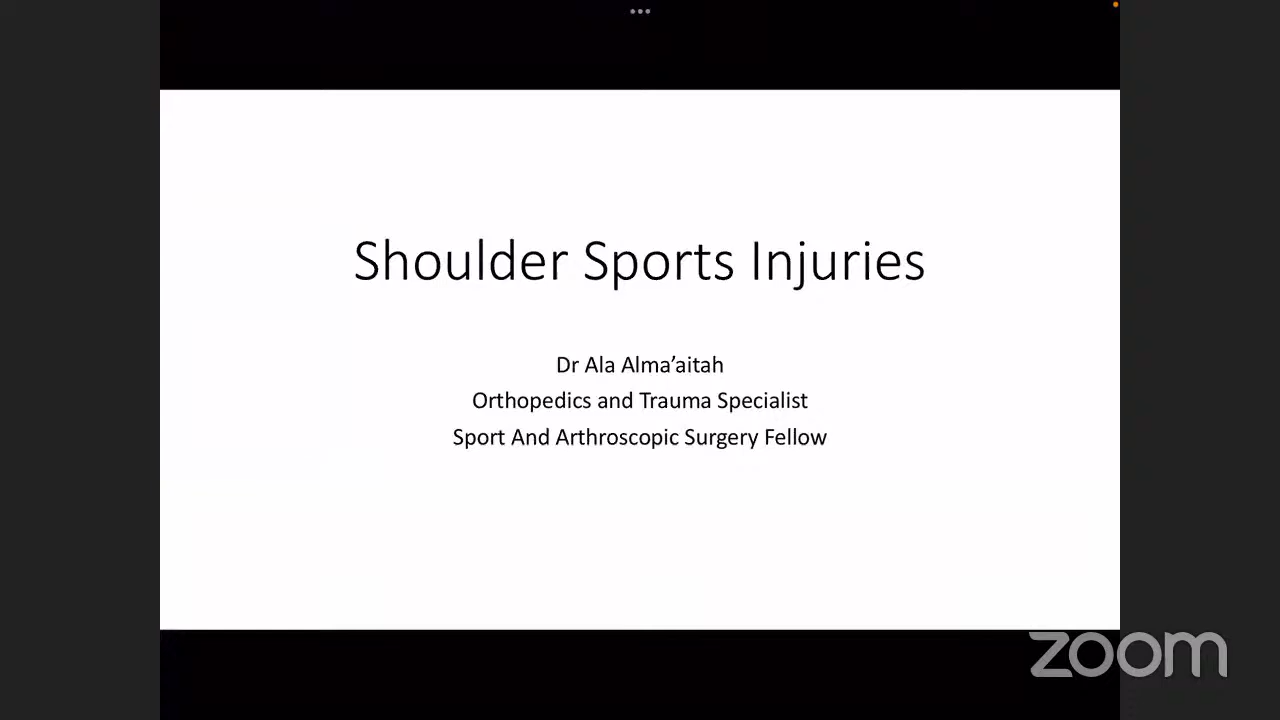 Shoulder Sports Injuries
Dr Ala Alma’aitah
Orthopedics and Trauma Specialist
Sport And Arthroscopic Surgery Fellow
zoom